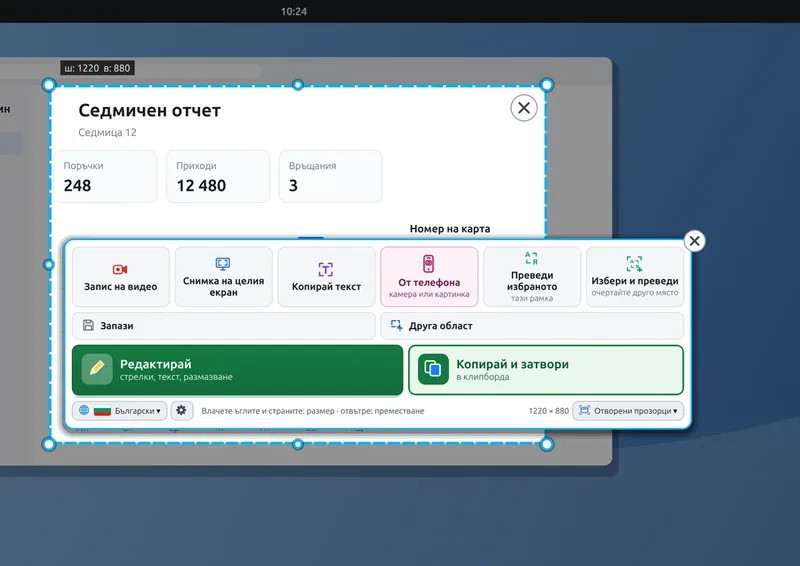 10:24
ш: 1220 в: 880
ин
Седмичен отчет
Седмица 12
Поръчки
248
Приходи
12 480
Връщания
3
Номер на карта
Запис на видео
Снимка на целия
екран
Копирай текст
От телефона
камера или картинка
Преведи
избраното
тази рамка
Избери и преведи
очертайте друго място
Запази
Друга област
Редактирай
стрелки, текст, размазване
Копирай и затвори
в клипборда
Български ▾
Влачете ъглите и страните: размер · отвътре: преместване
1220 × 880
Отворени прозорци ▾